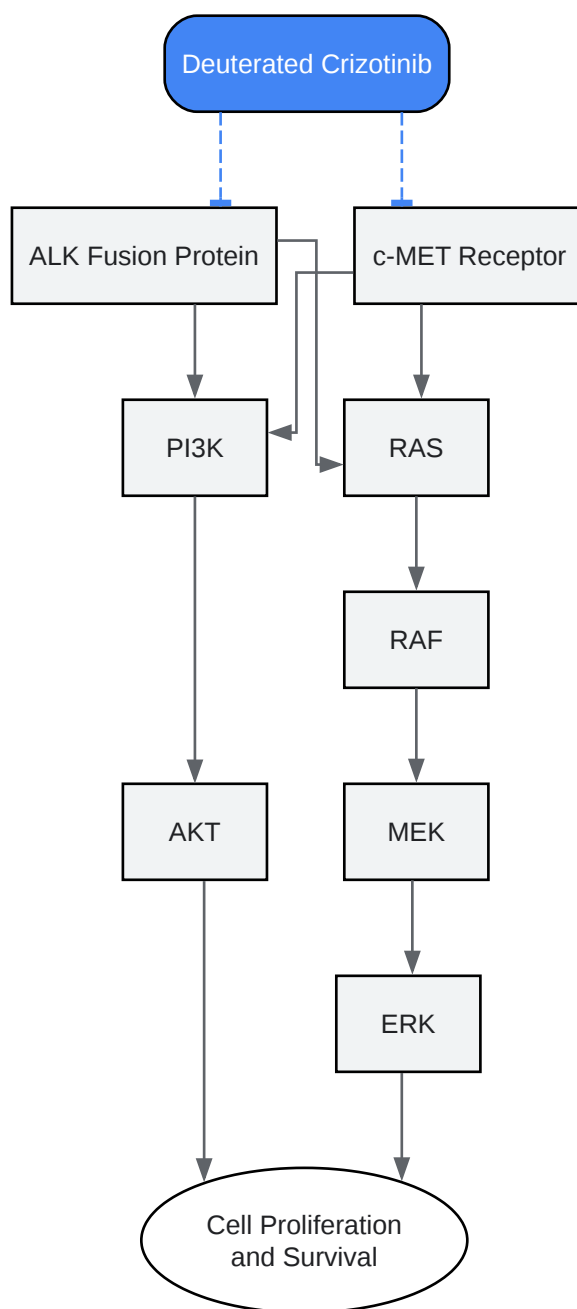 Deuterated Crizotinib
ALK Fusion Protein
c-MET Receptor
PI3K
RAS
RAF
AKT
MEK
ERK
Cell Proliferation
and Survival